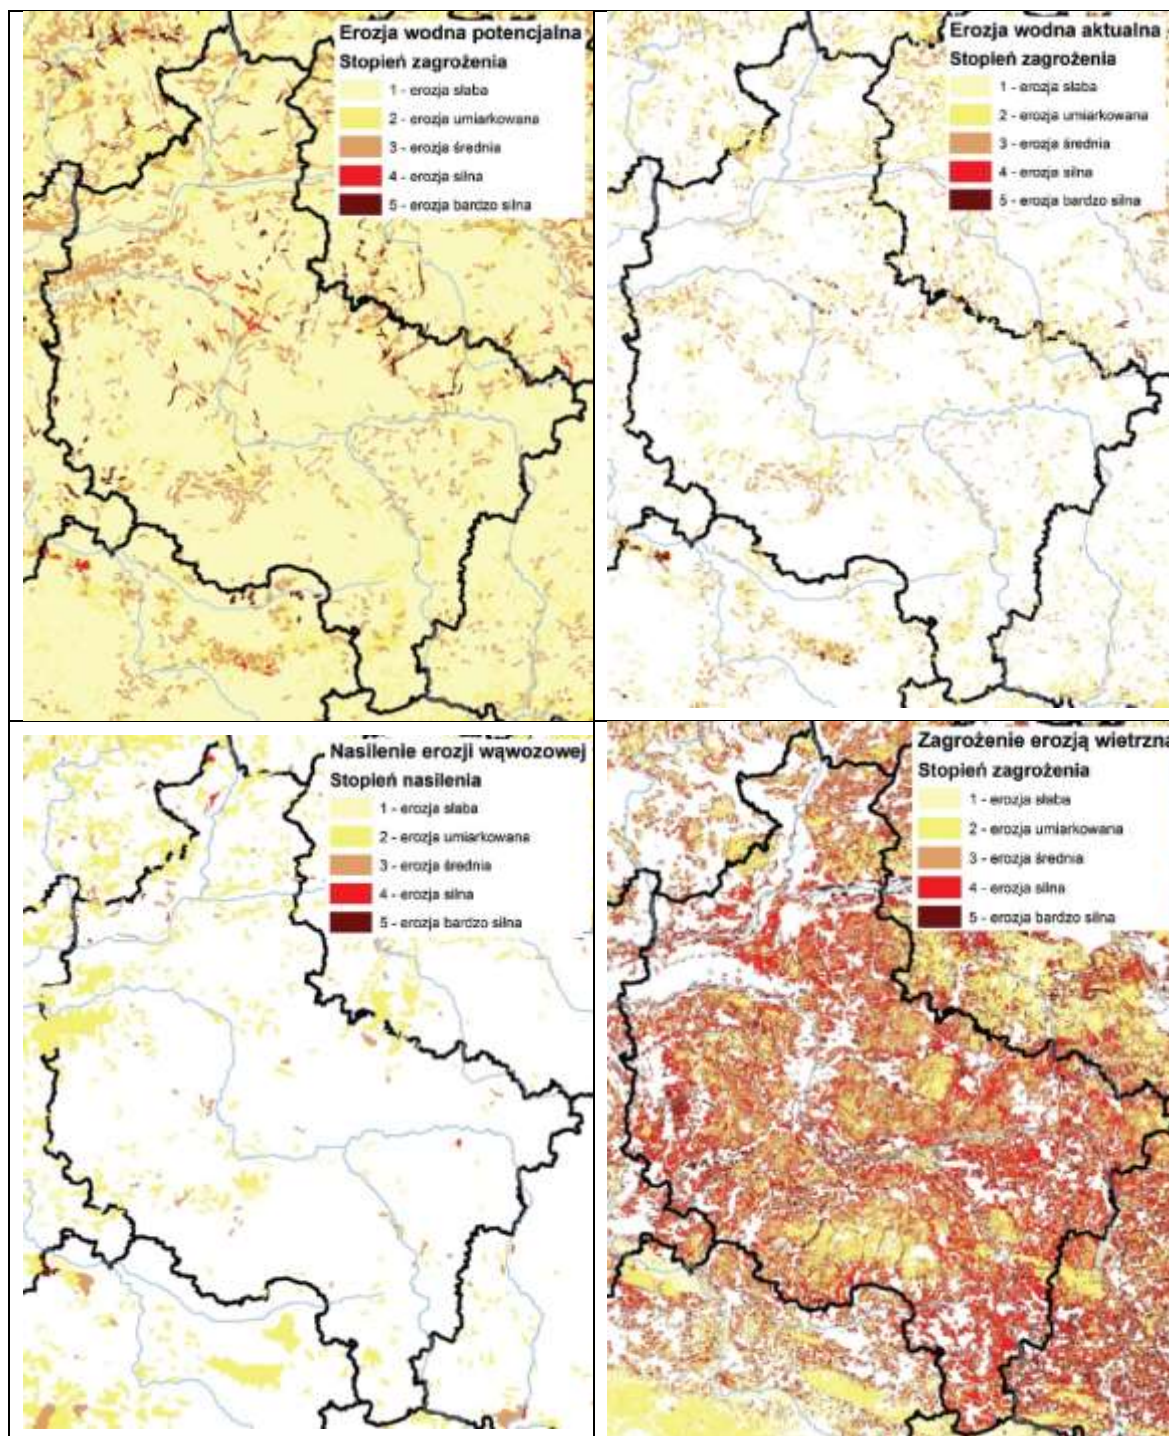 Erozja wodna potencjalna
Stopień zagrożenia
1 - erozja słaba
2 - erozja umiarkowana
3 - erozja średnia
4 - erozja silna
5 - erozja bardzo silna
Erozja wodna aktualna
Stopień zagrożenia
1 - erozja słaba
2 - erozja umiarkowana
3 - erozja średnia
4 - erozja silna
5 - erozja bardzo silna
Nasilenie erozji wąwozowej
Stopień nasilenia
1 - erozja słaba
2 - erozja umiarkowana
3 - erozja średnia
4 - erozja silna
5 - erozja bardzo silna
Zagrożenie erozją wietrzna
Stopień zagrożenia
1 - erozja słaba
2 - erozja umiarkowana
3 - erozja średnia
4 - erozja silna
5 - erozja bardzo silna